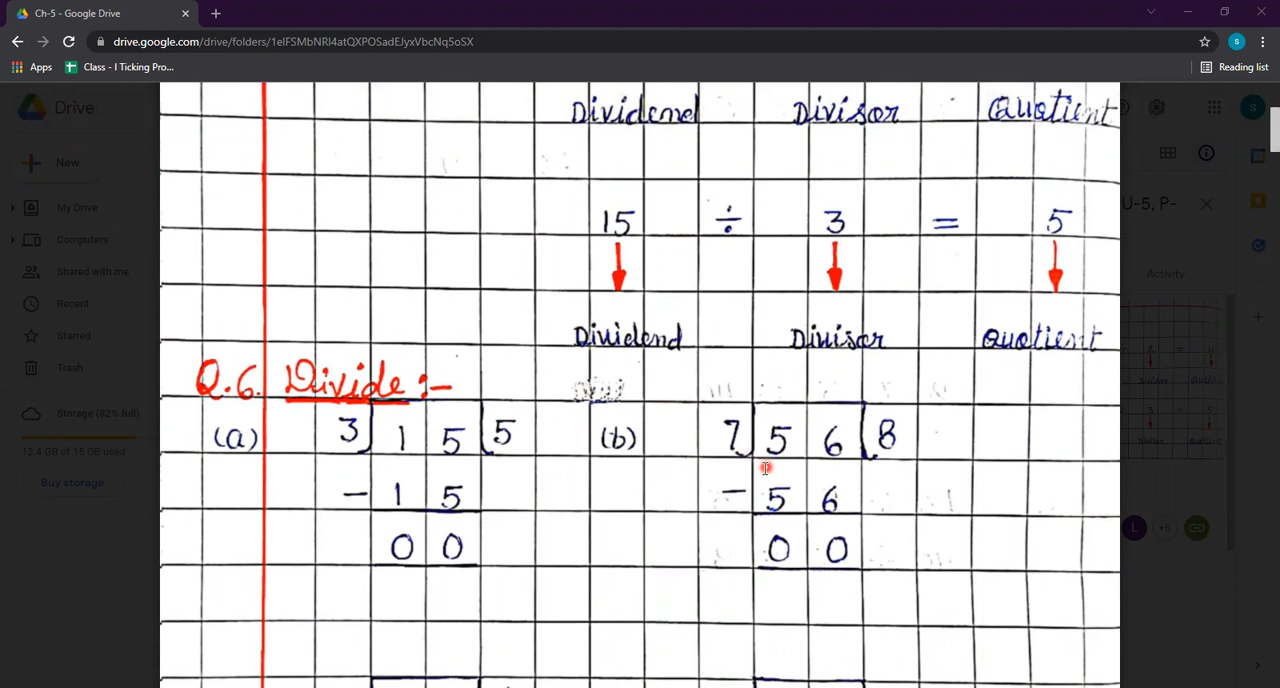 Ch-5 - Google Drive
drive.google.com/drive/folders/1elFSMbNRl4atQXPOSadEJyxVbcNq5oSX
Apps Class - I Ticking Pro... Reading list
Drive
New
My Drive
Computers
Shared with me
Recent
Starred
Trash
Storage (82% full)
12.4 GB of 15 GB used
Buy storage
Dividend Divisor Quotient
15 ÷ 3 = 5
Dividend Divisor Quotient
Q.6. Divide :-
(a) 3 1 5 5 (b) 7 5 6 8
- 1 5 - 5 6
0 0 0 0
U-5, P-
Activity
L +5
S